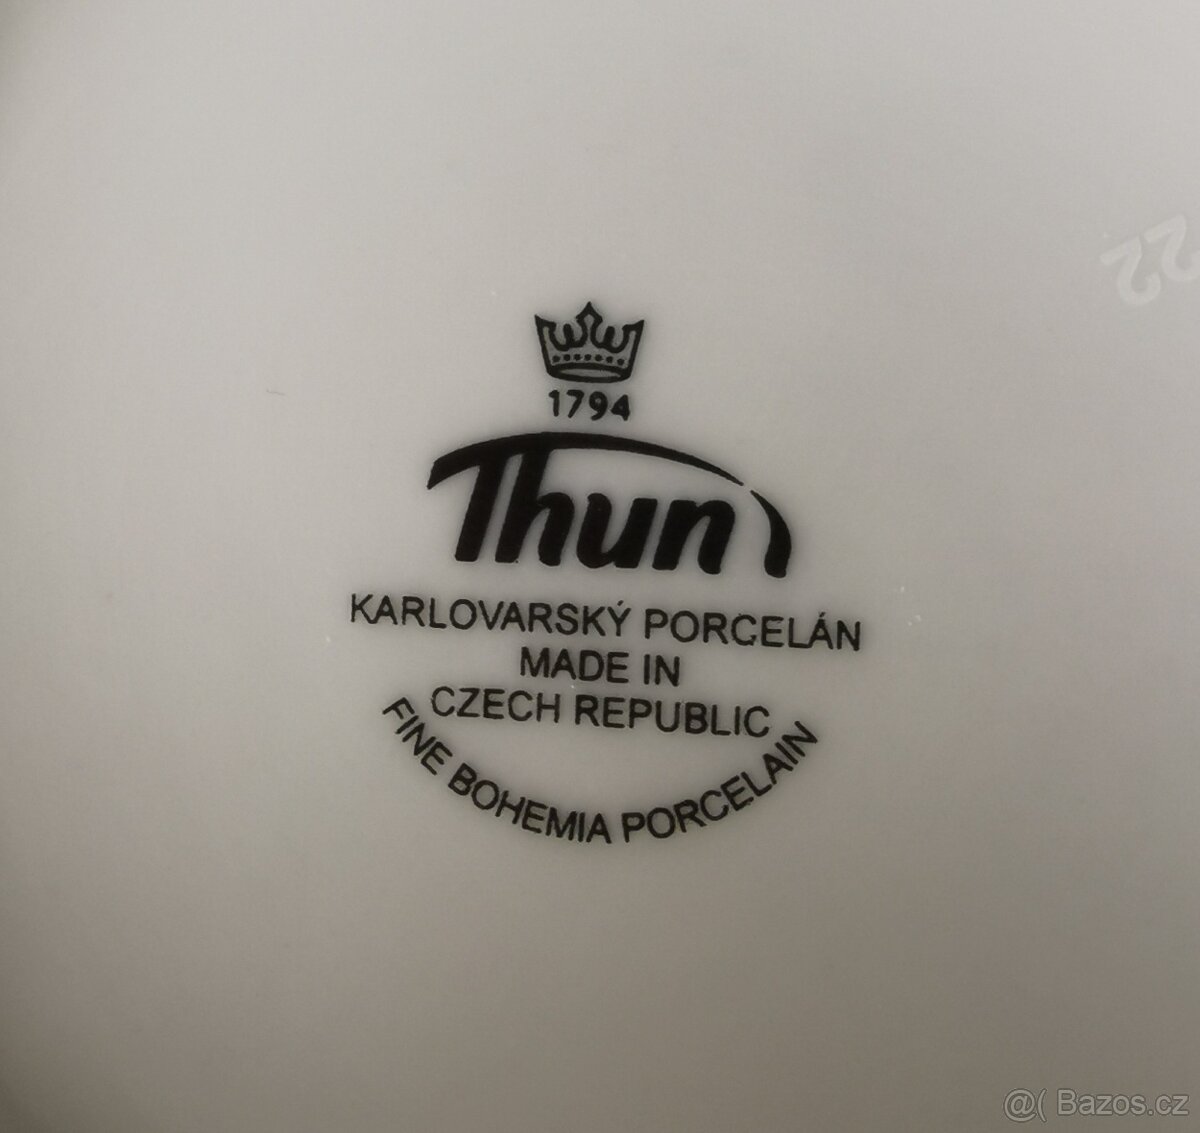 1794
Thun
KARLOVARSKÝ PORCELÁN
MADE IN
CZECH REPUBLIC
FINE BOHEMIA PORCELAIN
22
@( Bazos.cz